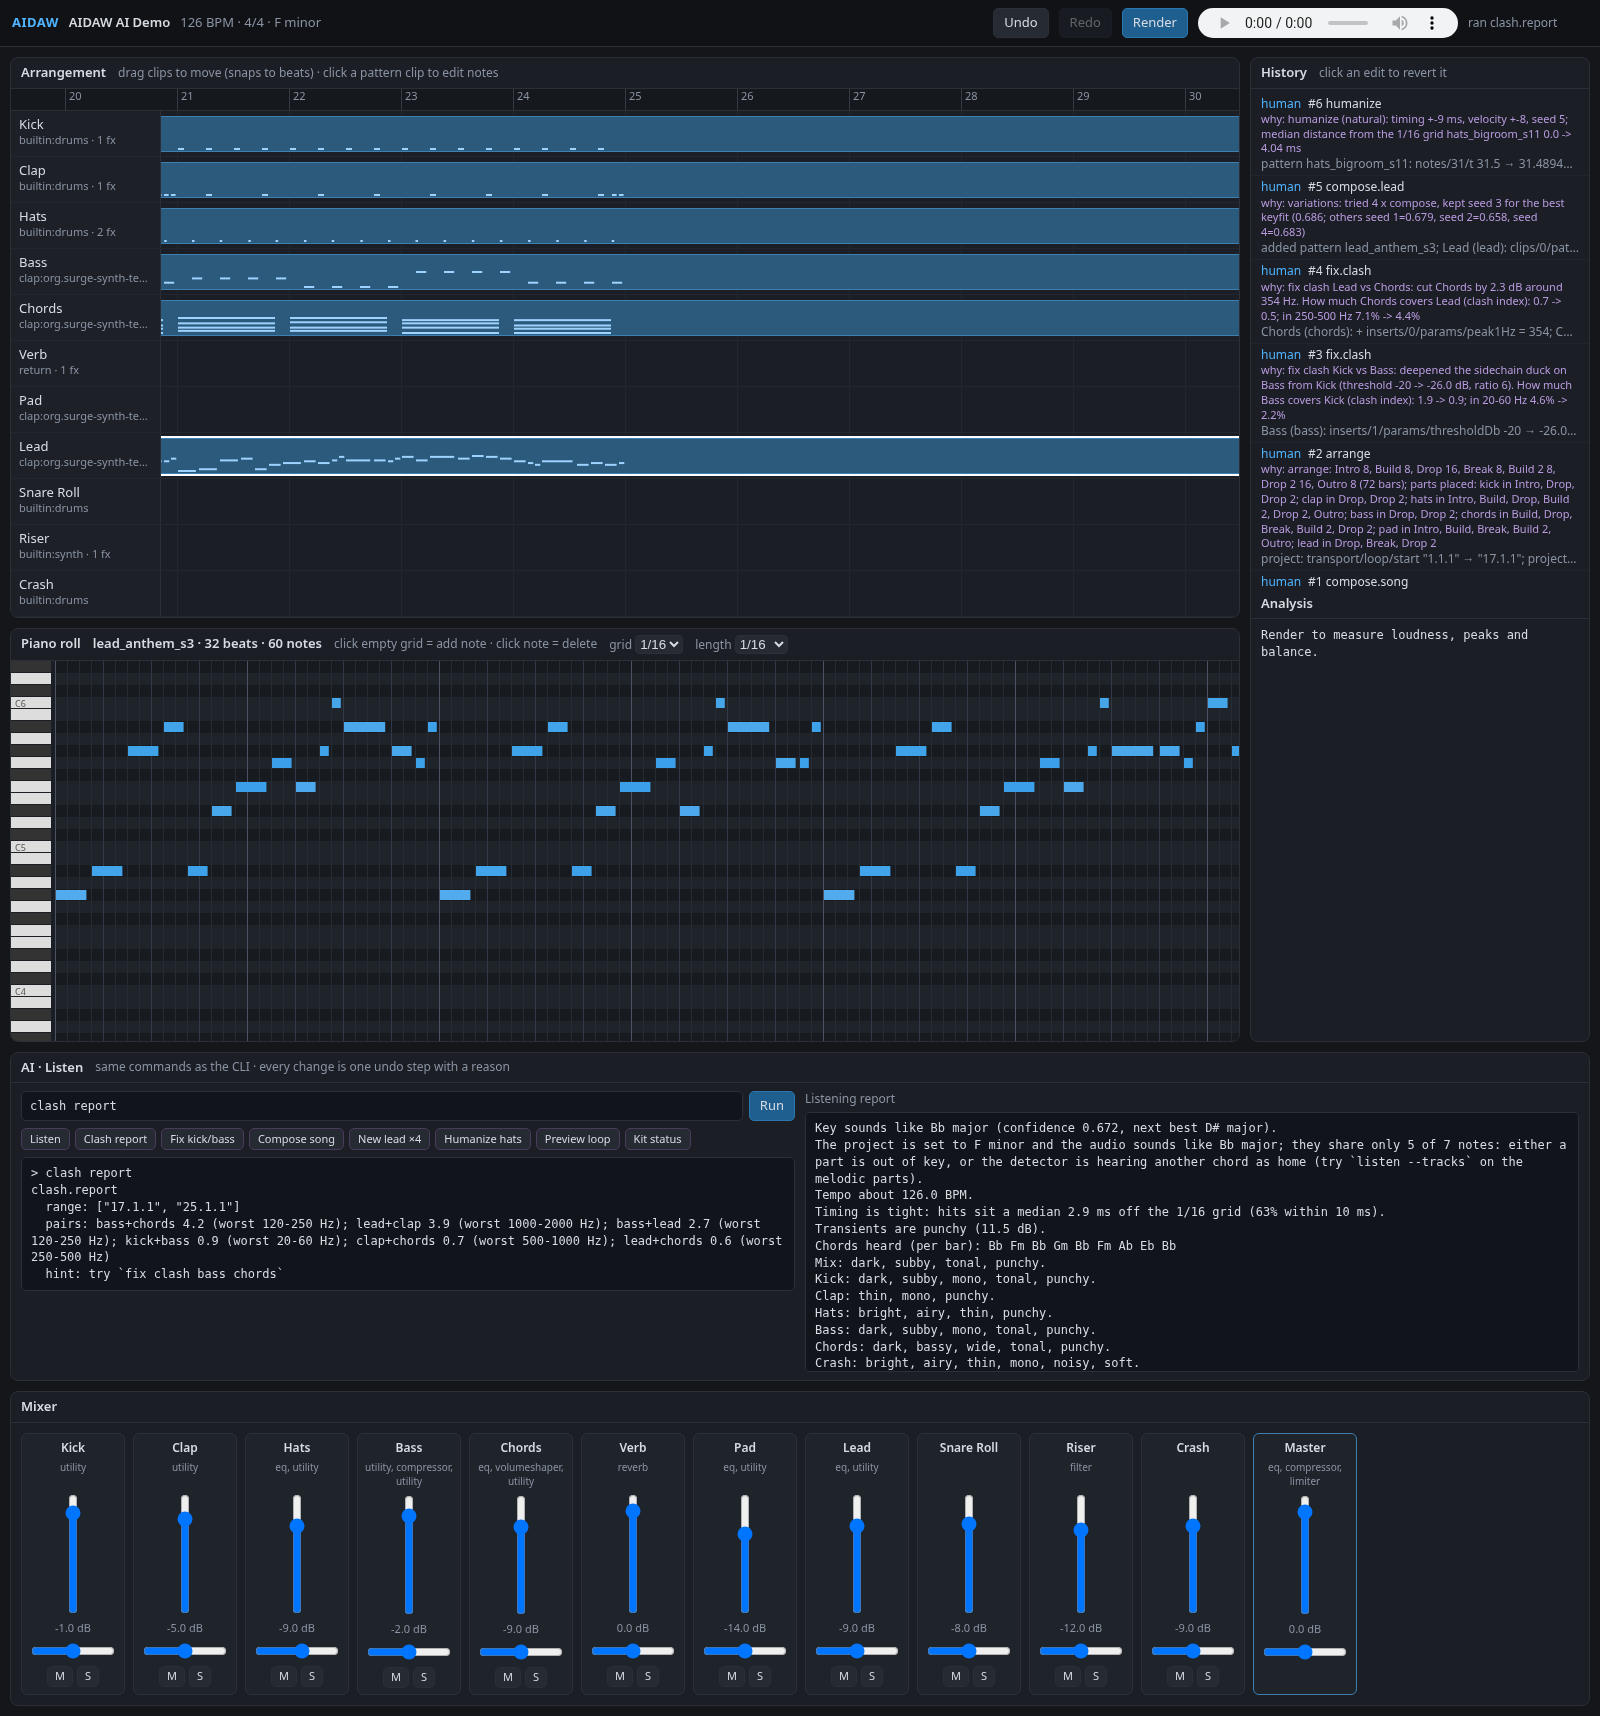 AIDAW AIDAW AI Demo 126 BPM · 4/4 · F minor
Undo Redo Render 0:00 / 0:00 ran clash.report
Arrangement drag clips to move (snaps to beats) · click a pattern clip to edit notes
20 21 22 23 24 25 26 27 28 29 30
Kick
builtin:drums · 1 fx
Clap
builtin:drums · 1 fx
Hats
builtin:drums · 2 fx
Bass
clap:org.surge-synth-te...
Chords
clap:org.surge-synth-te...
Verb
return · 1 fx
Pad
clap:org.surge-synth-te...
Lead
clap:org.surge-synth-te...
Snare Roll
builtin:drums
Riser
builtin:synth · 1 fx
Crash
builtin:drums
History click an edit to revert it
human #6 humanize
why: humanize (natural): timing +-9 ms, velocity +-8, seed 5;
median distance from the 1/16 grid hats_bigroom_s11 0.0 ->
4.04 ms
pattern hats_bigroom_s11: notes/31/t 31.5 → 31.4894...
human #5 compose.lead
why: variations: tried 4 x compose, kept seed 3 for the best
keyfit (0.686; others seed 1=0.679, seed 2=0.658, seed
4=0.683)
added pattern lead_anthem_s3; Lead (lead): clips/0/pat...
human #4 fix.clash
why: fix clash Lead vs Chords: cut Chords by 2.3 dB around
354 Hz. How much Chords covers Lead (clash index): 0.7 ->
0.5; in 250-500 Hz 7.1% -> 4.4%
Chords (chords): + inserts/0/params/peak1Hz = 354; C...
human #3 fix.clash
why: fix clash Kick vs Bass: deepened the sidechain duck on
Bass from Kick (threshold -20 -> -26.0 dB, ratio 6). How much
Bass covers Kick (clash index): 1.9 -> 0.9; in 20-60 Hz 4.6% ->
2.2%
Bass (bass): inserts/1/params/thresholdDb -20 → -26.0...
human #2 arrange
why: arrange: Intro 8, Build 8, Drop 16, Break 8, Build 2 8,
Drop 2 16, Outro 8 (72 bars); parts placed: kick in Intro, Drop,
Drop 2; clap in Drop, Drop 2; hats in Intro, Build, Drop, Build
2, Drop 2, Outro; bass in Drop, Drop 2; chords in Build, Drop,
Break, Build 2, Drop 2; pad in Intro, Build, Break, Build 2,
Outro; lead in Drop, Break, Drop 2
project: transport/loop/start "1.1.1" → "17.1.1"; project...
human #1 compose.song
Analysis
Render to measure loudness, peaks and
balance.
Piano roll lead_anthem_s3 · 32 beats · 60 notes click empty grid = add note · click note = delete grid 1/16 length 1/16
C6
C5
C4
AI · Listen same commands as the CLI · every change is one undo step with a reason
clash report
Run
Listen Clash report Fix kick/bass Compose song New lead ×4 Humanize hats Preview loop Kit status
> clash report
clash.report
range: ["17.1.1", "25.1.1"]
pairs: bass+chords 4.2 (worst 120-250 Hz); lead+clap 3.9 (worst 1000-2000 Hz); bass+lead 2.7 (worst
120-250 Hz); kick+bass 0.9 (worst 20-60 Hz); clap+chords 0.7 (worst 500-1000 Hz); lead+chords 0.6 (worst
250-500 Hz)
hint: try `fix clash bass chords`
Listening report
Key sounds like Bb major (confidence 0.672, next best D# major).
The project is set to F minor and the audio sounds like Bb major; they share only 5 of 7 notes: either a
part is out of key, or the detector is hearing another chord as home (try `listen --tracks` on the
melodic parts).
Tempo about 126.0 BPM.
Timing is tight: hits sit a median 2.9 ms off the 1/16 grid (63% within 10 ms).
Transients are punchy (11.5 dB).
Chords heard (per bar): Bb Fm Bb Gm Bb Fm Ab Eb Bb
Mix: dark, subby, tonal, punchy.
Kick: dark, subby, mono, tonal, punchy.
Clap: thin, mono, punchy.
Hats: bright, airy, thin, punchy.
Bass: dark, subby, mono, tonal, punchy.
Chords: dark, bassy, wide, tonal, punchy.
Crash: bright, airy, thin, mono, noisy, soft.
Mixer
Kick Clap Hats Bass Chords Verb Pad Lead Snare Roll Riser Crash Master
utility utility eq, utility utility, compressor, utility eq, volumeshaper, utility reverb eq, utility eq, utility filter eq, compressor, limiter
-1.0 dB -5.0 dB -9.0 dB -2.0 dB -9.0 dB 0.0 dB -14.0 dB -9.0 dB -8.0 dB -12.0 dB -9.0 dB 0.0 dB
M S M S M S M S M S M S M S M S M S M S M S